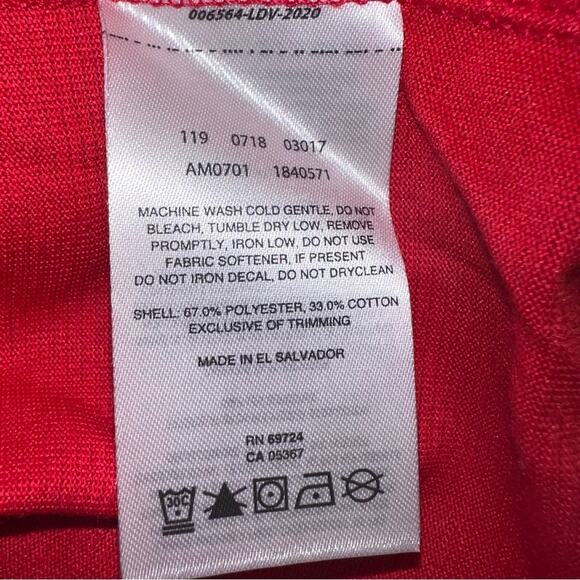 006564-LDV-2020
119 0718 03017
AM0701 1840571
MACHINE WASH COLD GENTLE, DO NOT
BLEACH, TUMBLE DRY LOW, REMOVE
PROMPTLY, IRON LOW, DO NOT USE
FABRIC SOFTENER, IF PRESENT
DO NOT IRON DECAL, DO NOT DRYCLEAN
SHELL: 67.0% POLYESTER, 33.0% COTTON
EXCLUSIVE OF TRIMMING
MADE IN EL SALVADOR
RN 69724
CA 05367
30C